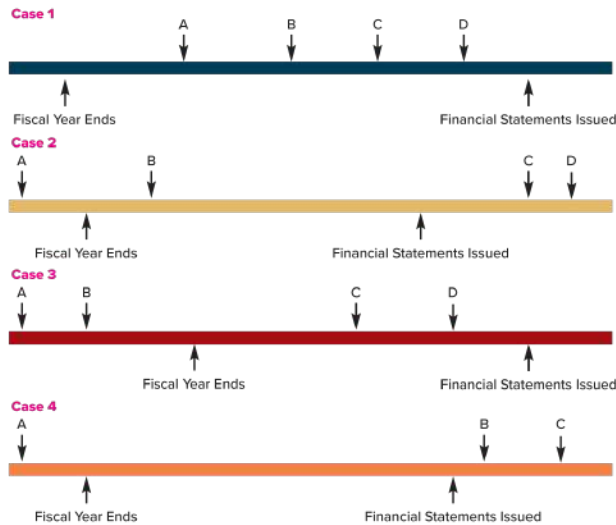 Case 1
A B C D
Fiscal Year Ends Financial Statements Issued
Case 2
A B C D
Fiscal Year Ends Financial Statements Issued
Case 3
A B C D
Fiscal Year Ends Financial Statements Issued
Case 4
A B C
Fiscal Year Ends Financial Statements Issued